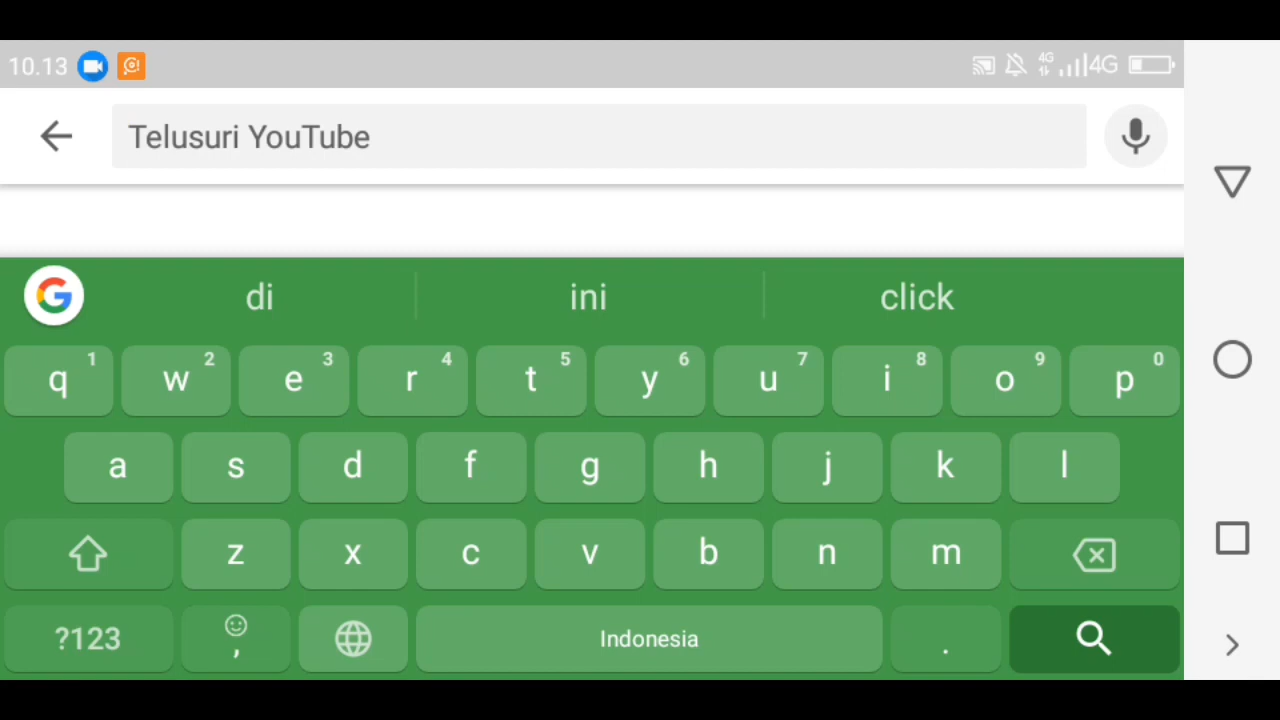 10.13 4G 4G
Telusuri YouTube
G di ini click
q 1 w 2 e 3 r 4 t 5 y 6 u 7 i 8 o 9 p 0
a s d f g h j k l
z x c v b n m
?123 , Indonesia .